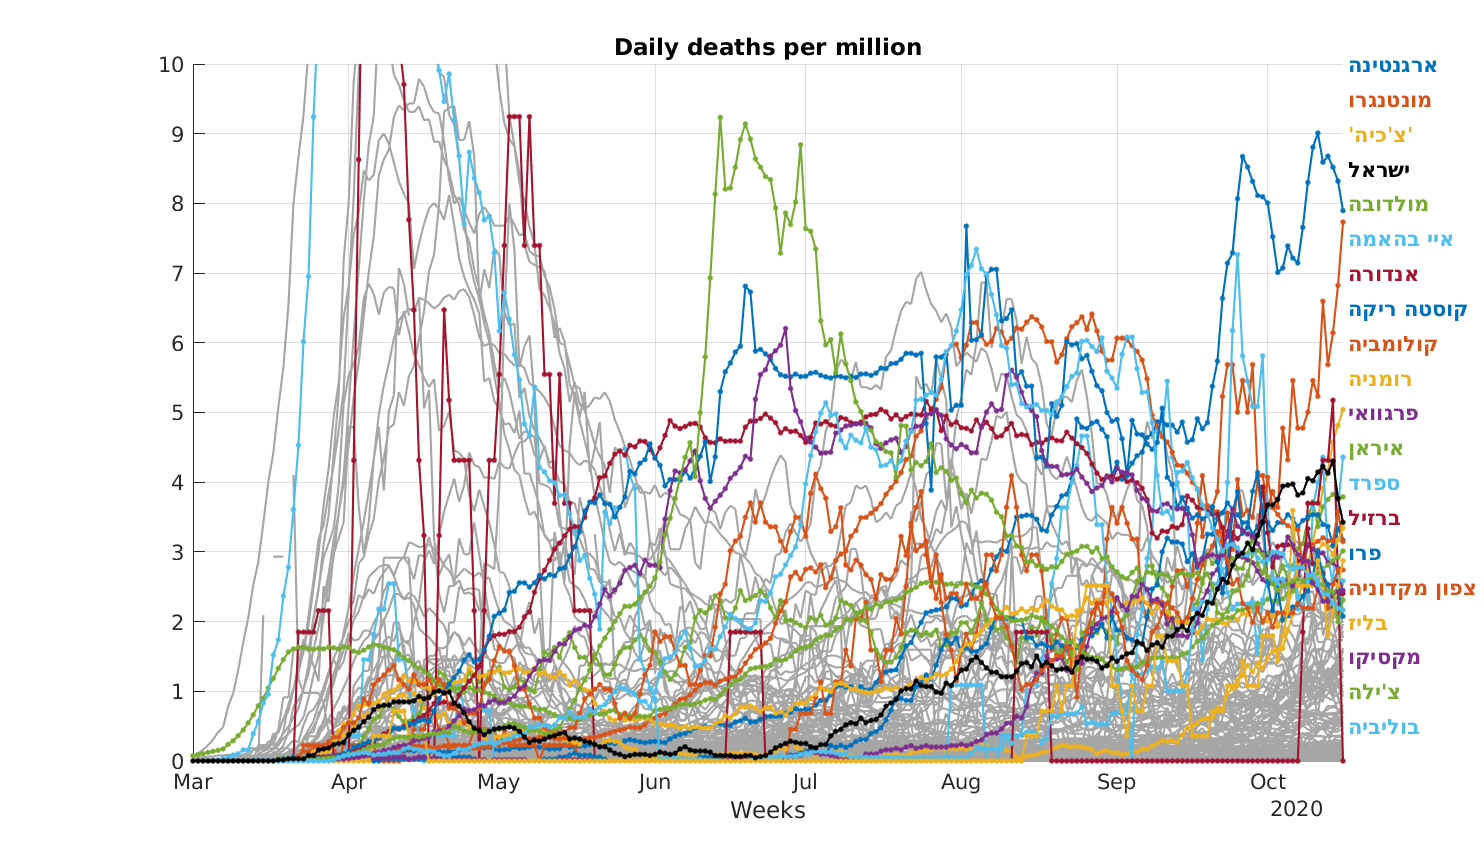 Daily deaths per million
10
9
8
7
6
5
4
3
2
1
0
Mar Apr May Jun Jul Aug Sep Oct
2020
Weeks
ארגנטינה
מונטנגרו
צ'כיה'
ישראל
מולדובה
איי בהאמה
אנדורה
קוסטה ריקה
קולומביה
רומניה
פרגוואי
איראן
ספרד
ברזיל
פרו
צפון מקדוניה
בליז
מקסיקו
צ'ילה
בוליביה